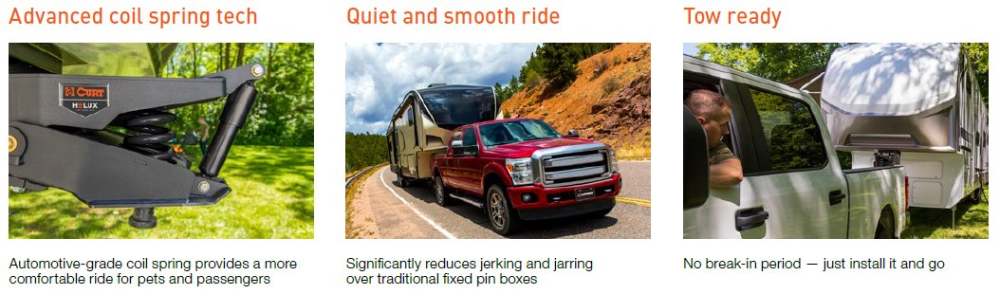 Advanced coil spring tech
CURT
HELUX
Automotive-grade coil spring provides a more
comfortable ride for pets and passengers
Quiet and smooth ride
Significantly reduces jerking and jarring
over traditional fixed pin boxes
Tow ready
No break-in period — just install it and go